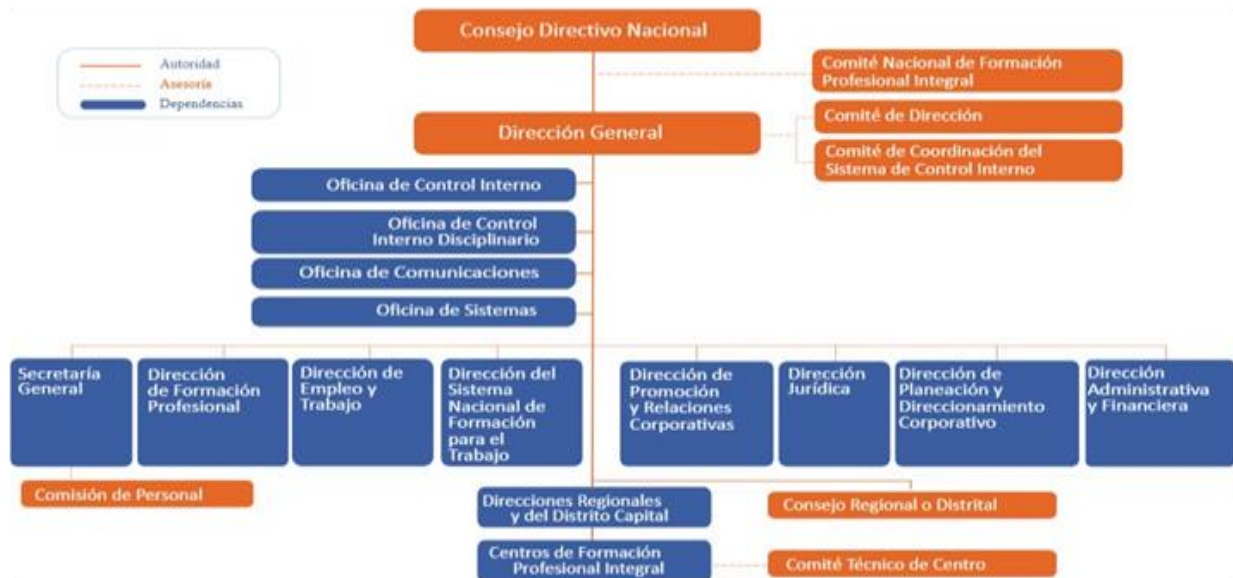 Consejo Directivo Nacional
Autoridad
Asesoría
Dependencias
Comité Nacional de Formación
Profesional Integral
Dirección General
Comité de Dirección
Comité de Coordinación del
Sistema de Control Interno
Oficina de Control Interno
Oficina de Control
Interno Disciplinario
Oficina de Comunicaciones
Oficina de Sistemas
Secretaría
General
Dirección
de Formación
Profesional
Dirección de
Empleo y
Trabajo
Dirección del
Sistema
Nacional de
Formación
para el
Trabajo
Dirección de
Promoción
y Relaciones
Corporativas
Dirección
Jurídica
Dirección de
Planeación y
Direccionamiento
Corporativo
Dirección
Administrativa
y Financiera
Comisión de Personal
Direcciones Regionales
y del Distrito Capital
Consejo Regional o Distrital
Centros de Formación
Profesional Integral
Comité Técnico de Centro